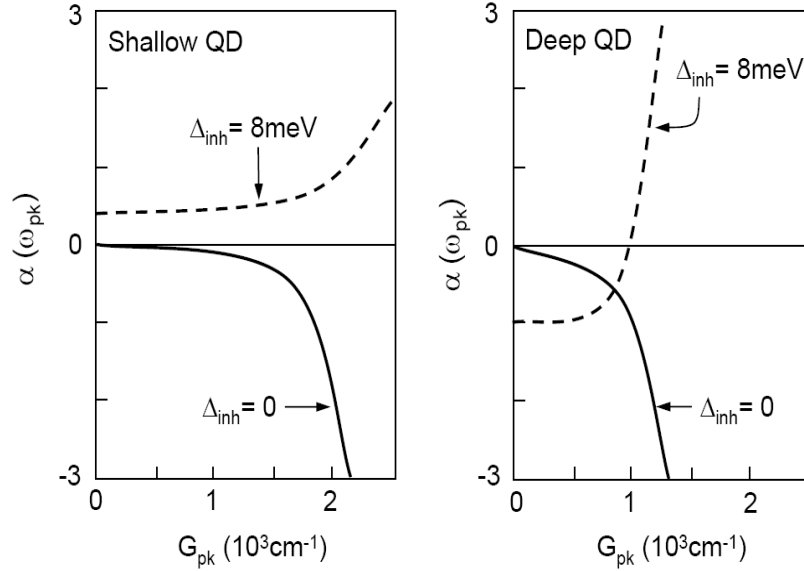 Shallow QD
Δinh = 8meV
Δinh = 0
α (ωpk)
3
0
-3
0
1
2
Gpk (10³cm⁻¹)
Deep QD
Δinh = 8meV
Δinh = 0
α (ωpk)
3
0
-3
0
1
2
Gpk (10³cm⁻¹)